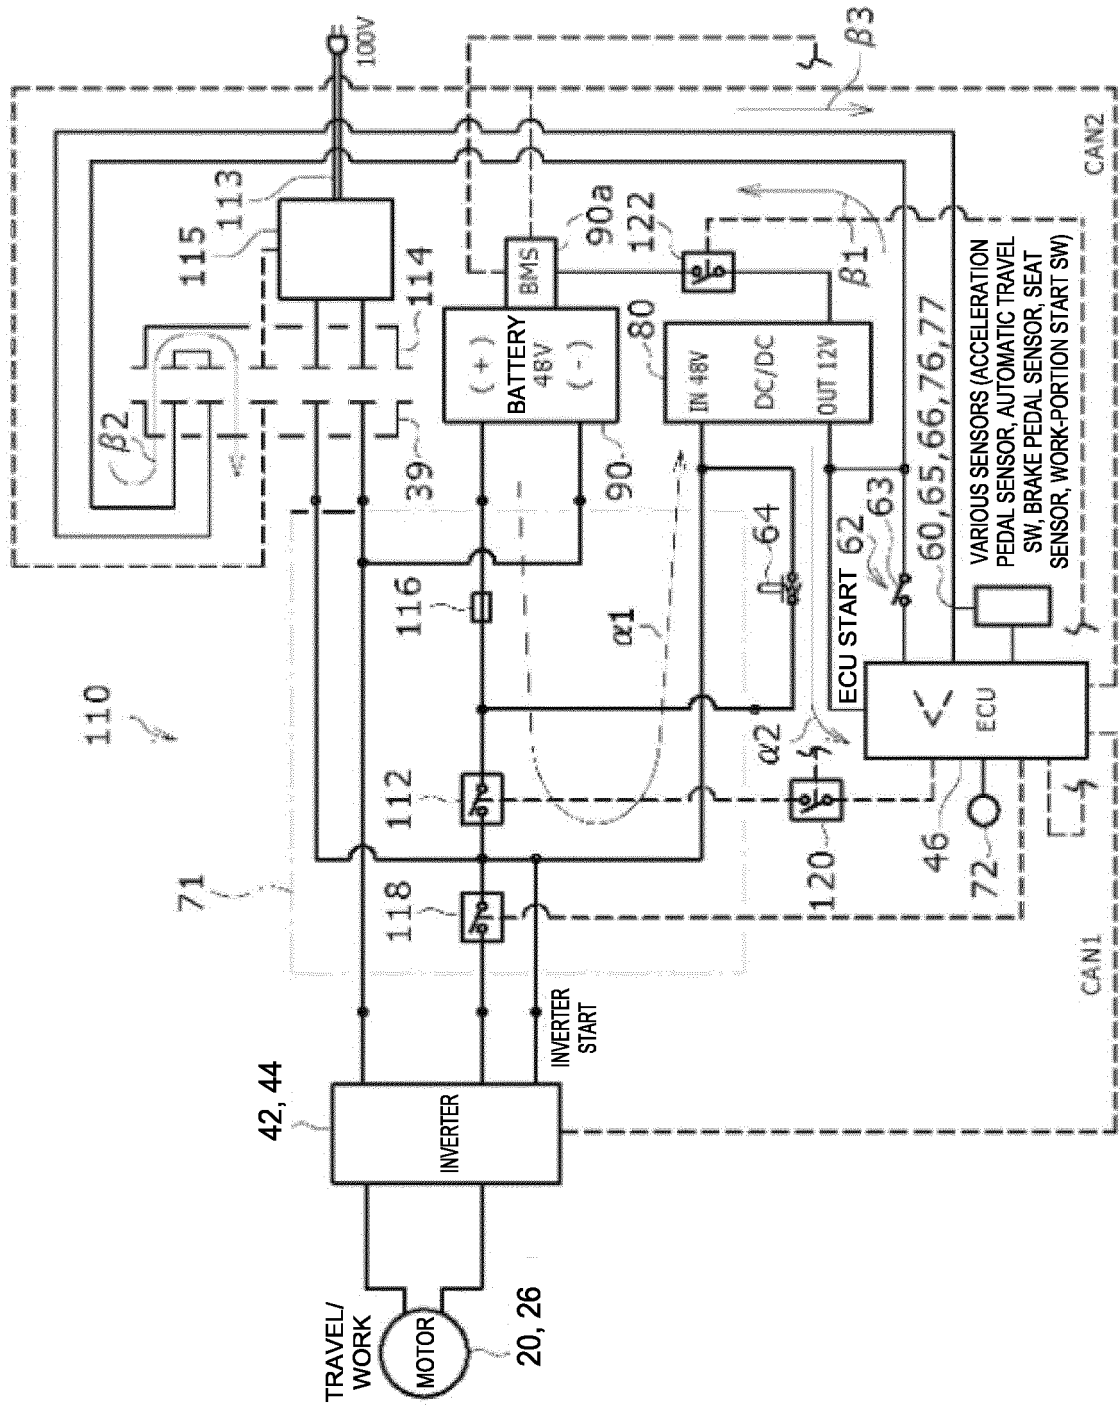 110
71
TRAVEL/
WORK
MOTOR
20, 26
42, 44
INVERTER
INVERTER
START
118
112
116
39
β2
114
115
113
100V
(+)
BATTERY
48V
(-)
90
BMS
90a
122
80
IN 48V
DC/DC
OUT 12V
β1
β3
α1
α2
64
62
63
ECU START
120
46
72
ECU
60,65,66,76,77
VARIOUS SENSORS (ACCELERATION
PEDAL SENSOR, AUTOMATIC TRAVEL
SW, BRAKE PEDAL SENSOR, SEAT
SENSOR, WORK-PORTION START SW)
CAN1
CAN2